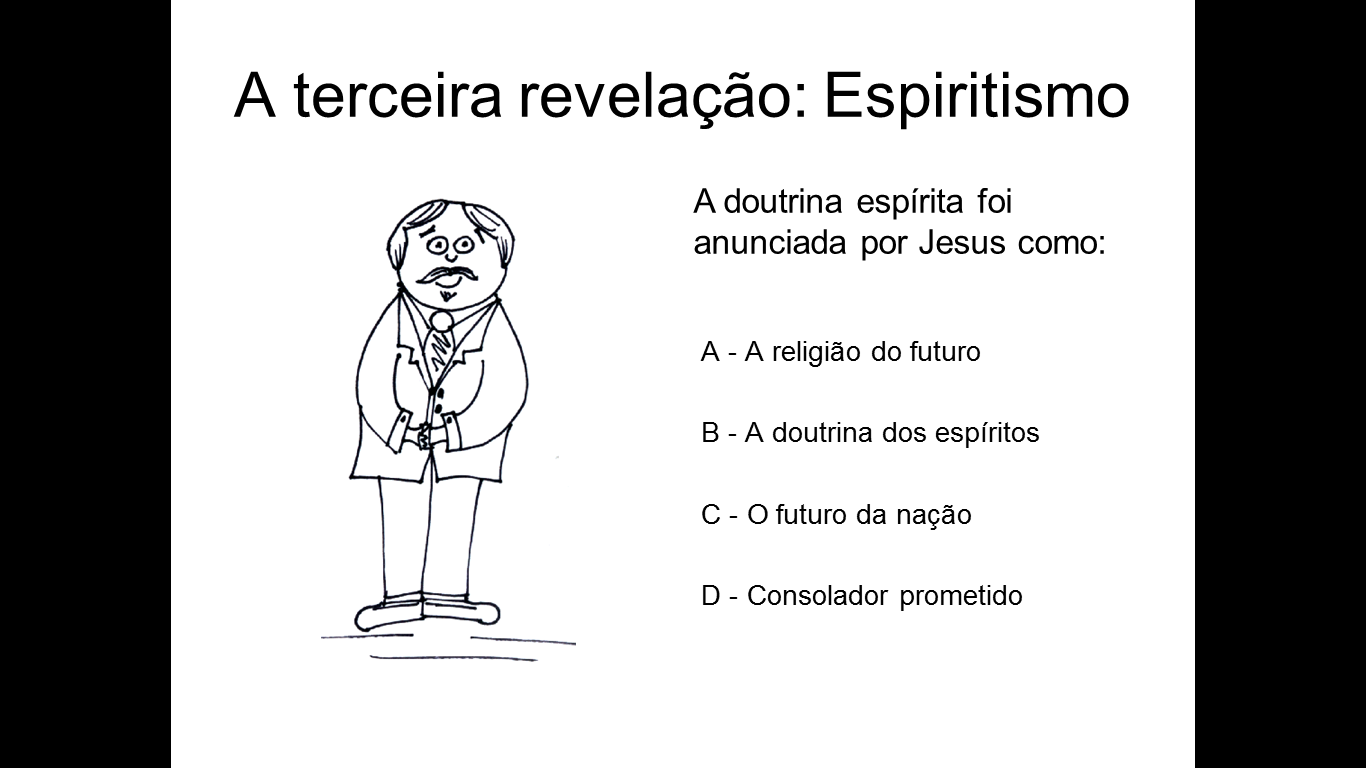 A terceira revelação: Espiritismo
A doutrina espírita foi
anunciada por Jesus como:
A - A religião do futuro
B - A doutrina dos espíritos
C - O futuro da nação
D - Consolador prometido